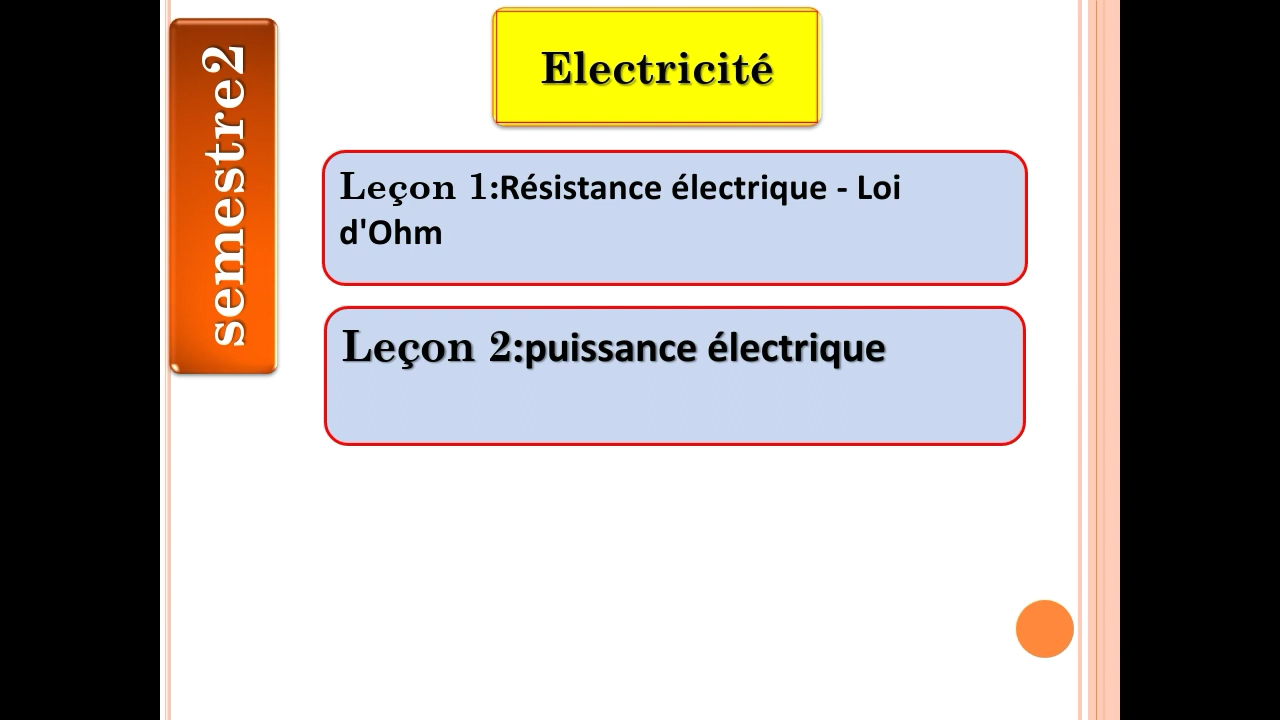 semestre2
Electricité
Leçon 1:Résistance électrique - Loi
d'Ohm
Leçon 2:puissance électrique